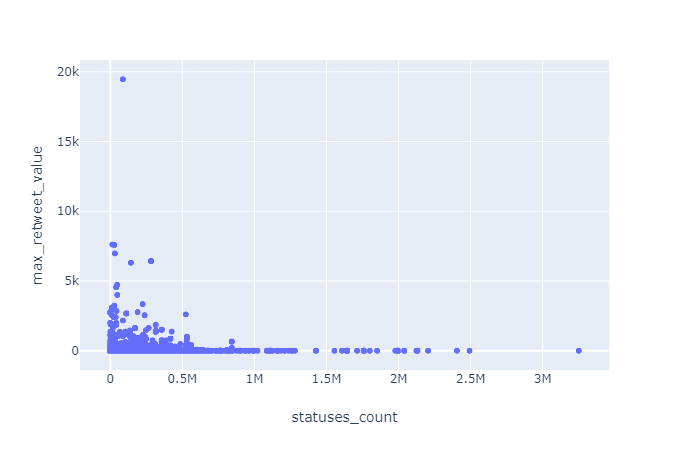 20k
15k
10k
5k
0
max_retweet_value
0 0.5M 1M 1.5M 2M 2.5M 3M
statuses_count